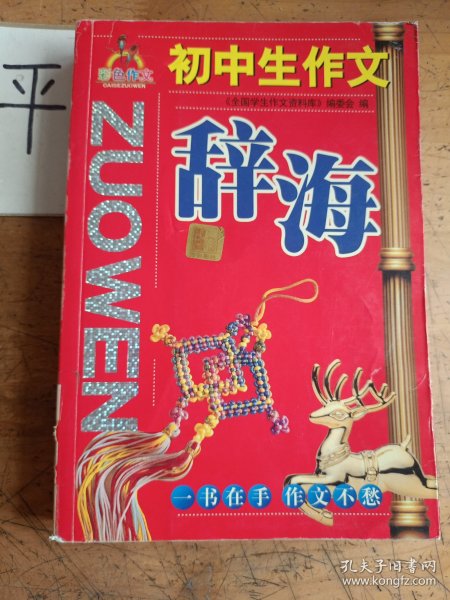 平
彩色作文
CAISEZUOWEN
初中生作文
《全国学生作文资料库》编委会 编
辞海
ZUOWEN
一书在手 作文不愁
孔夫子旧书网
www.kongfz.com